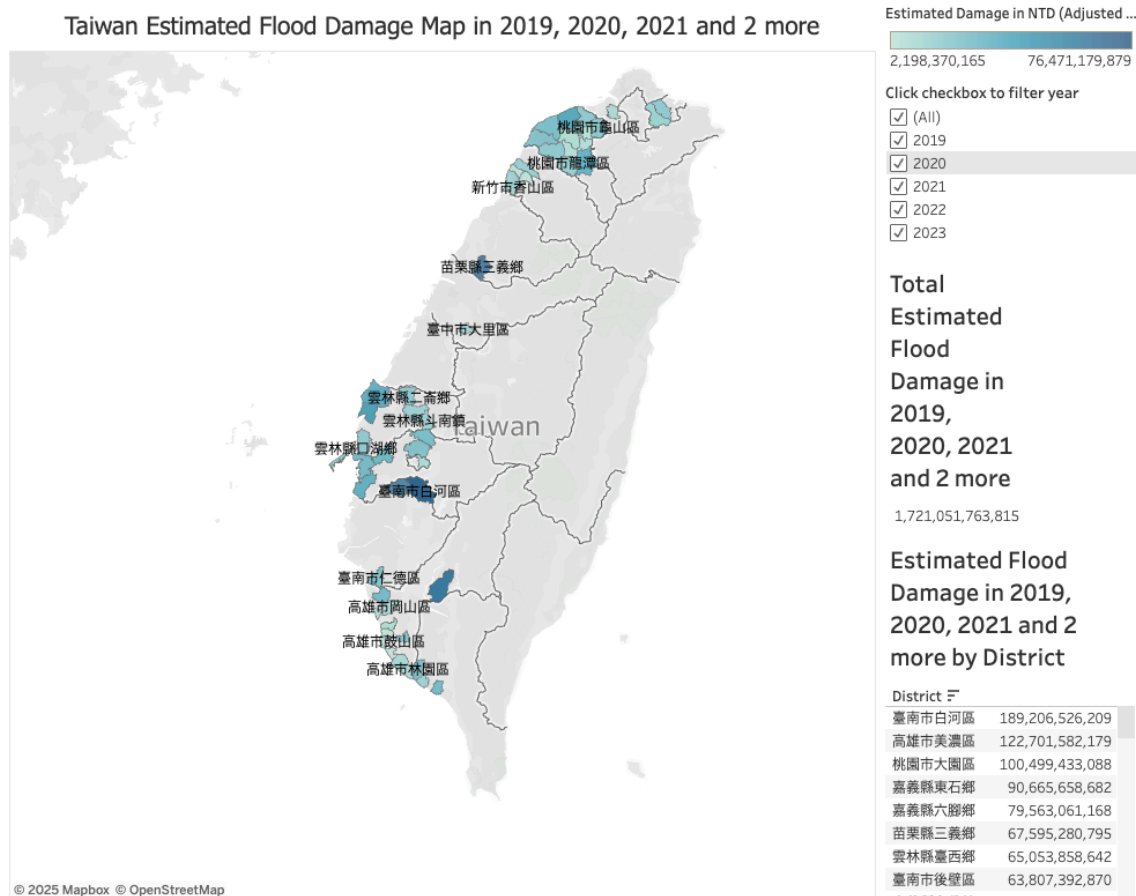 Taiwan Estimated Flood Damage Map in 2019, 2020, 2021 and 2 more
桃園市龜山區
桃園市龍潭區
新竹市香山區
苗栗縣三義鄉
臺中市大里區
雲林縣二崙鄉
雲林縣斗南鎮
Taiwan
雲林縣口湖鄉
臺南市白河區
臺南市仁德區
高雄市岡山區
高雄市鼓山區
高雄市林園區
© 2025 Mapbox © OpenStreetMap
Estimated Damage in NTD (Adjusted ...
2,198,370,165 76,471,179,879
Click checkbox to filter year
(All)
2019
2020
2021
2022
2023
Total
Estimated
Flood
Damage in
2019,
2020, 2021
and 2 more
1,721,051,763,815
Estimated Flood
Damage in 2019,
2020, 2021 and 2
more by District
District
臺南市白河區 189,206,526,209
高雄市美濃區 122,701,582,179
桃園市大園區 100,499,433,088
嘉義縣東石鄉 90,665,658,682
嘉義縣六腳鄉 79,563,061,168
苗栗縣三義鄉 67,595,280,795
雲林縣臺西鄉 65,053,858,642
臺南市後壁區 63,807,392,870